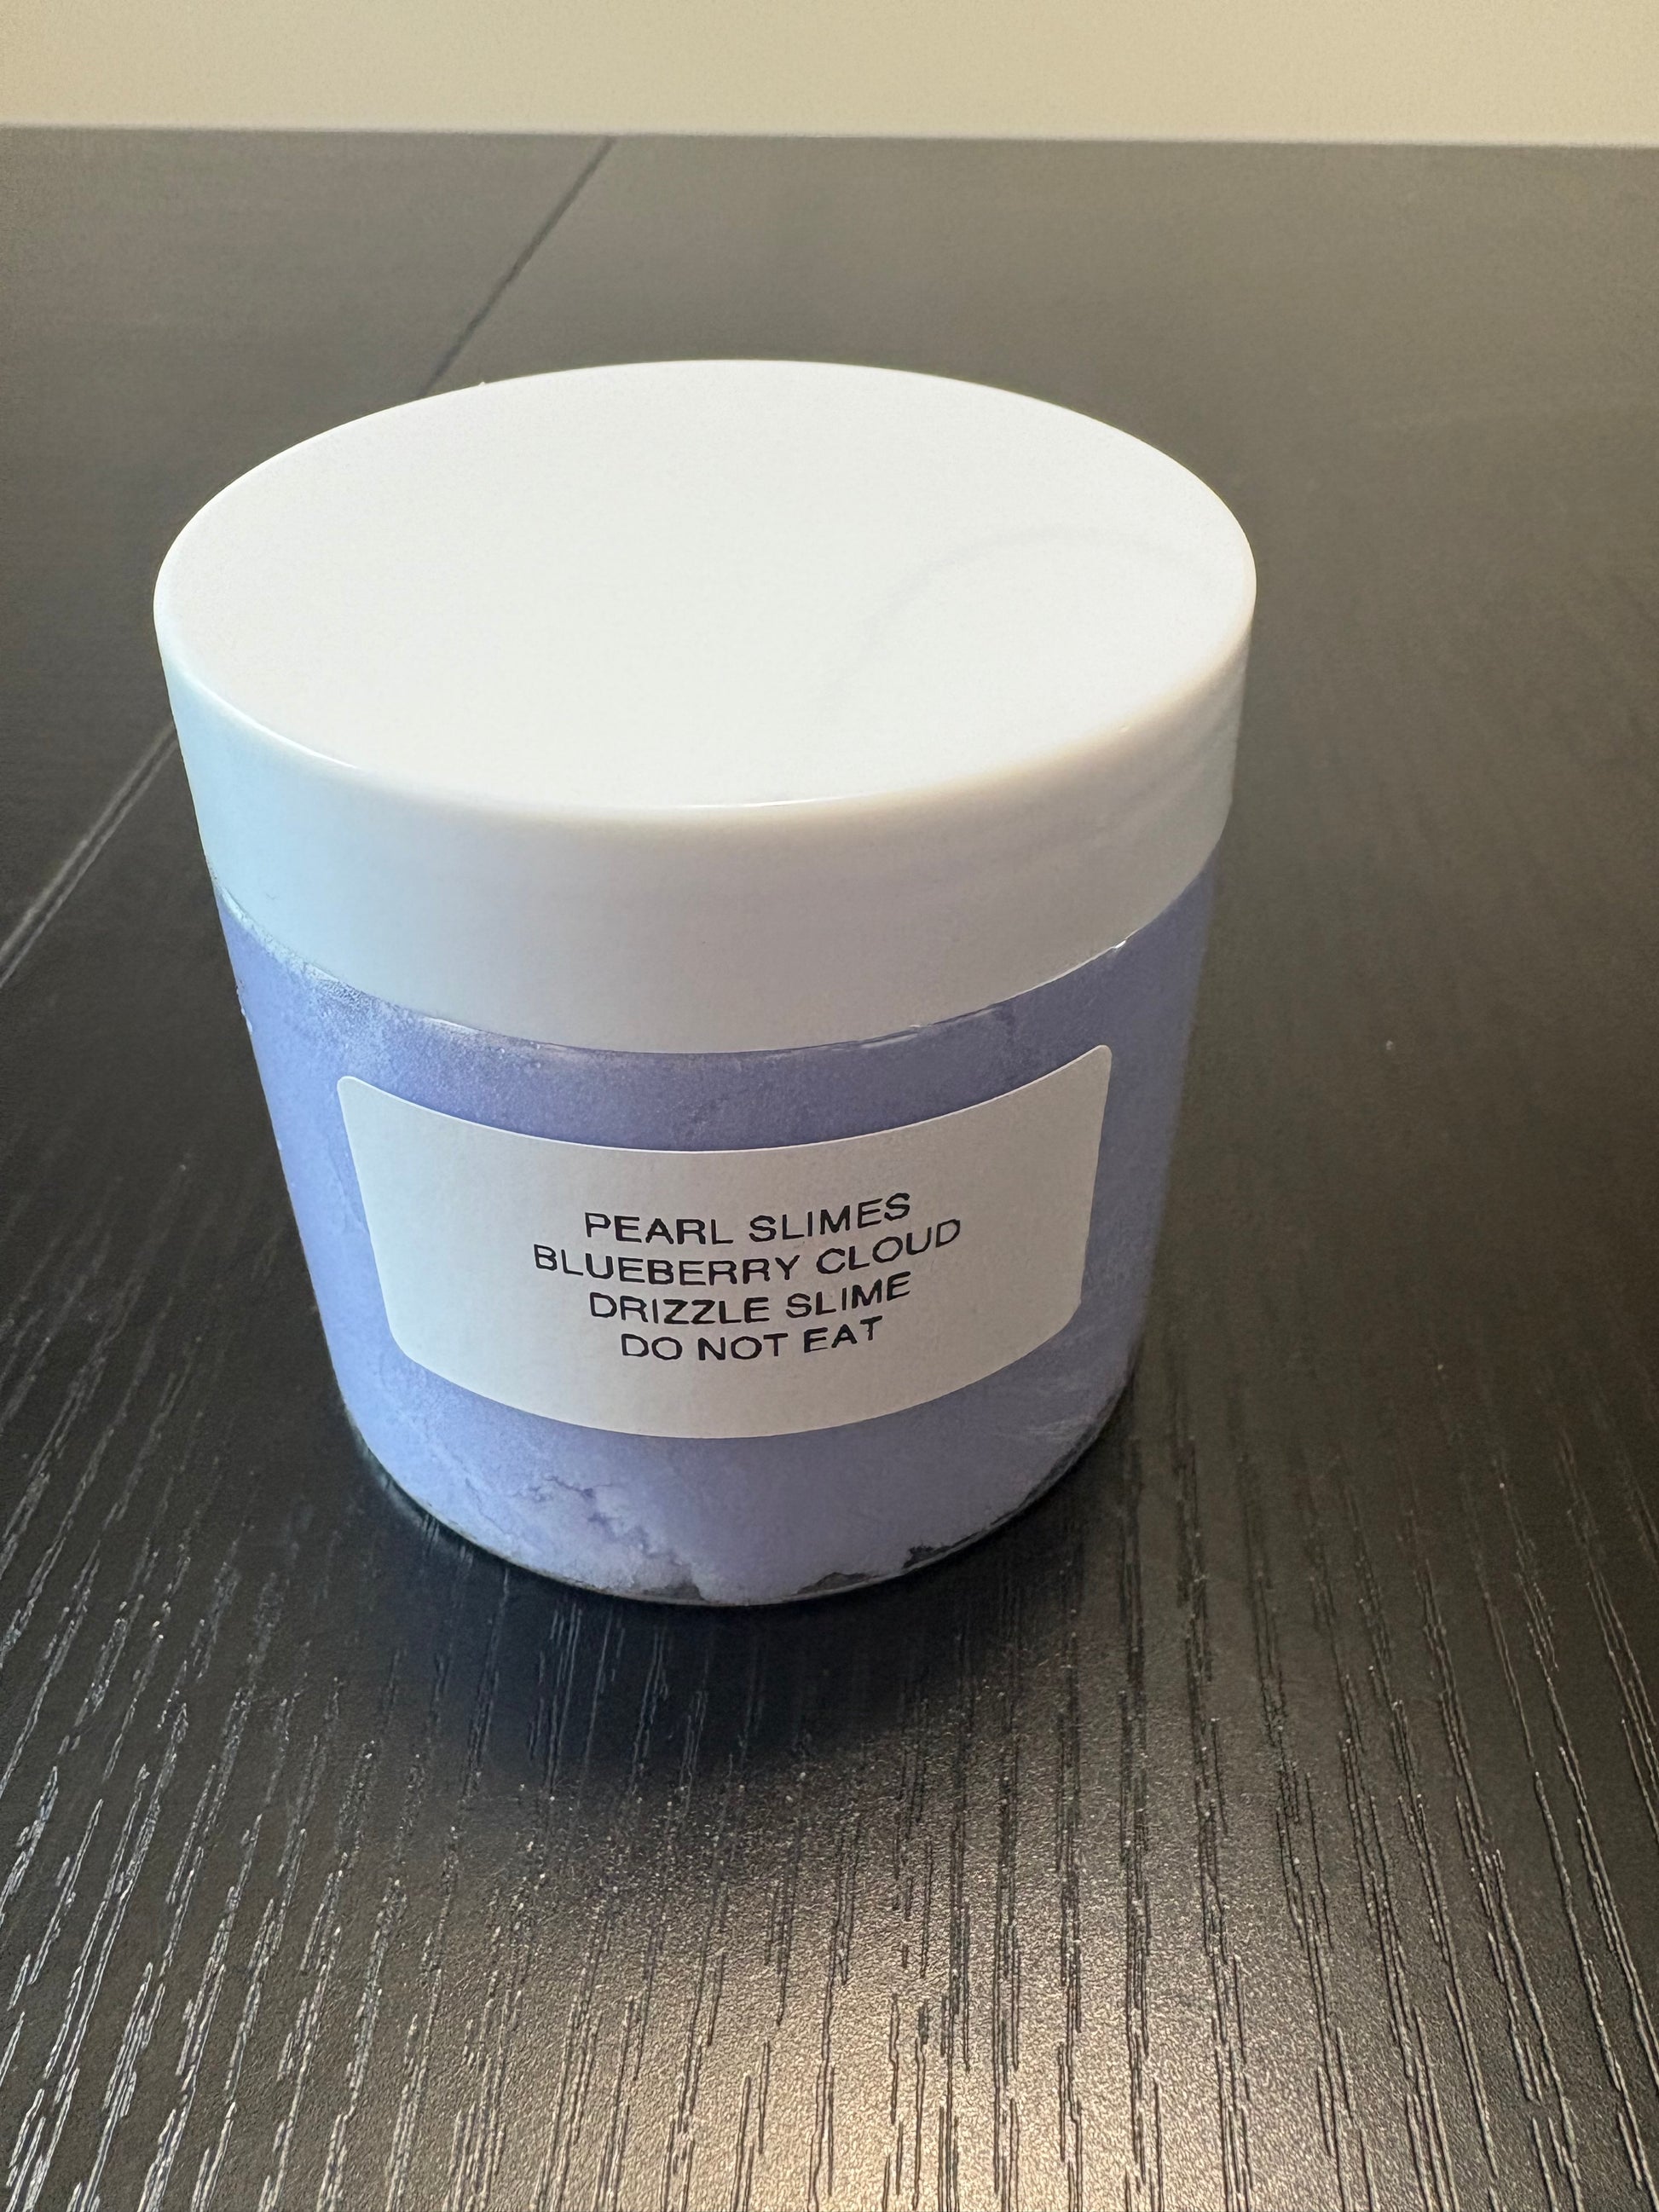 PEARL SLIMES
BLUEBERRY CLOUD
DRIZZLE SLIME
DO NOT EAT